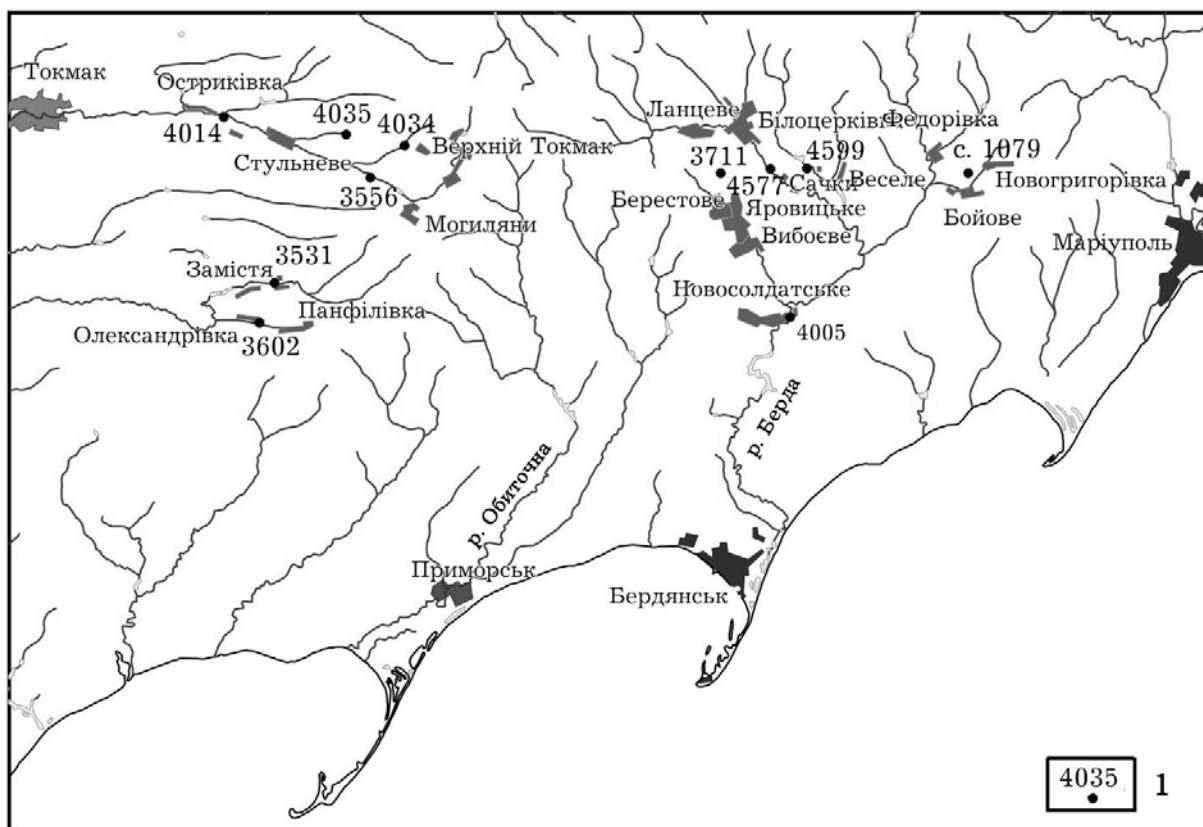 Токмак
Остриківка
4014
4035
4034
Стульневе
Верхній Токмак
3556
Могиляни
Ланцеве
Білоцерківка
Федорівка
3711
4599
с. 1079
4577
Сачки
Веселе
Новогригорівка
Берестове
Яровицьке
Вибоєве
Бойове
Маріуполь
3531
Замістя
Панфілівка
Олександрівка
3602
Новосолдатське
4005
р. Берда
р. Обиточна
Приморськ
Бердянськ
4035
1